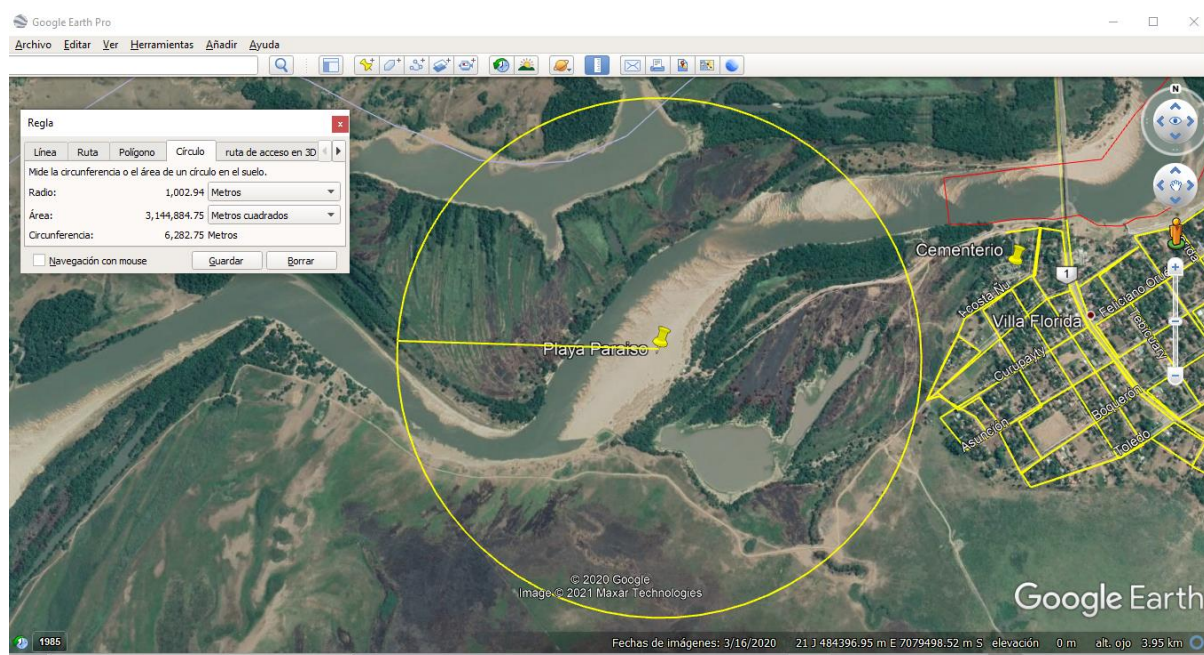 Google Earth Pro
Archivo Editar Ver Herramientas Añadir Ayuda
Regla
Línea Ruta Polígono Círculo ruta de acceso en 3D
Mide la circunferencia o el área de un círculo en el suelo.
Radio: 1,002.94 Metros
Área: 3,144,884.75 Metros cuadrados
Circunferencia: 6,282.75 Metros
Navegación con mouse Guardar Borrar
N
Cementerio
1
Acosta Ñu
Feliciano
Villa Florida
Tebicuary
Playa Paraiso
Curupayty
Boquerón
Asunción
Toledo
© 2020 Google
Image © 2021 Maxar Technologies
Google Earth
1985
Fechas de imágenes: 3/16/2020 21 J 484396.95 m E 7079498.52 m S elevación 0 m alt. ojo 3.95 km